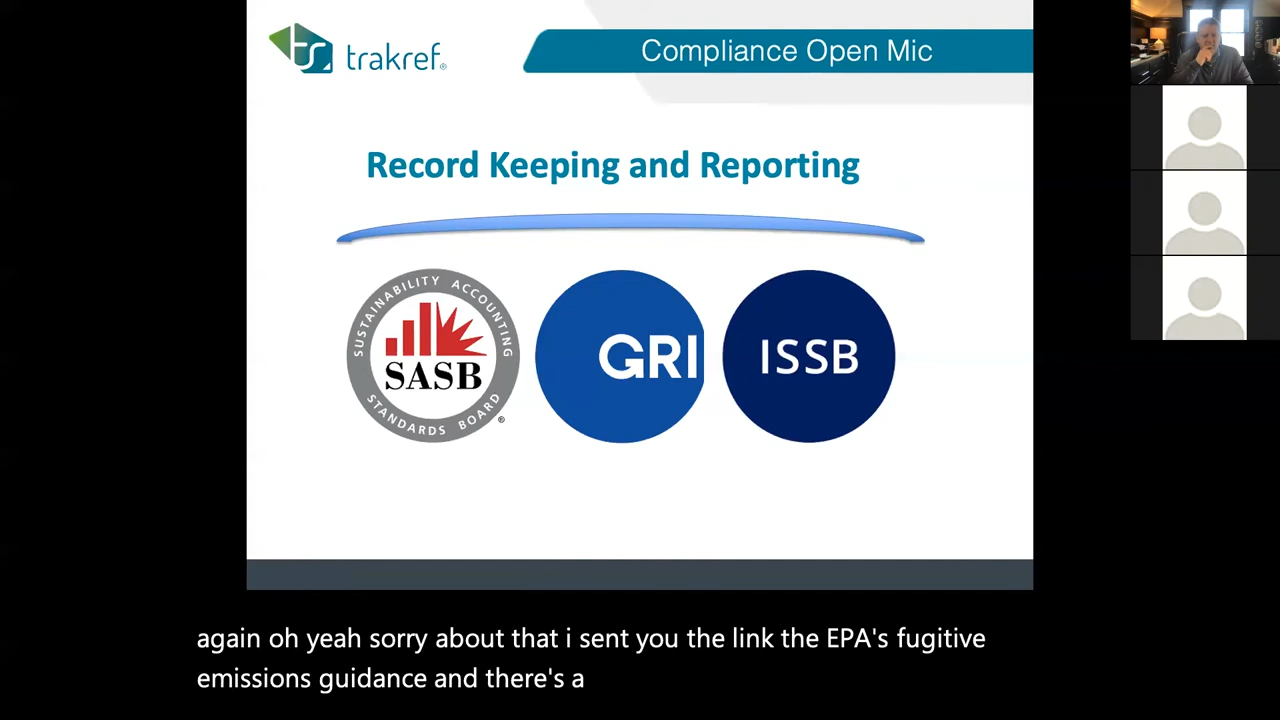 trakref®
Compliance Open Mic
Record Keeping and Reporting
SUSTAINABILITY ACCOUNTING
SASB
STANDARDS BOARD
®
GRI
ISSB
again oh yeah sorry about that i sent you the link the EPA's fugitive
emissions guidance and there's a